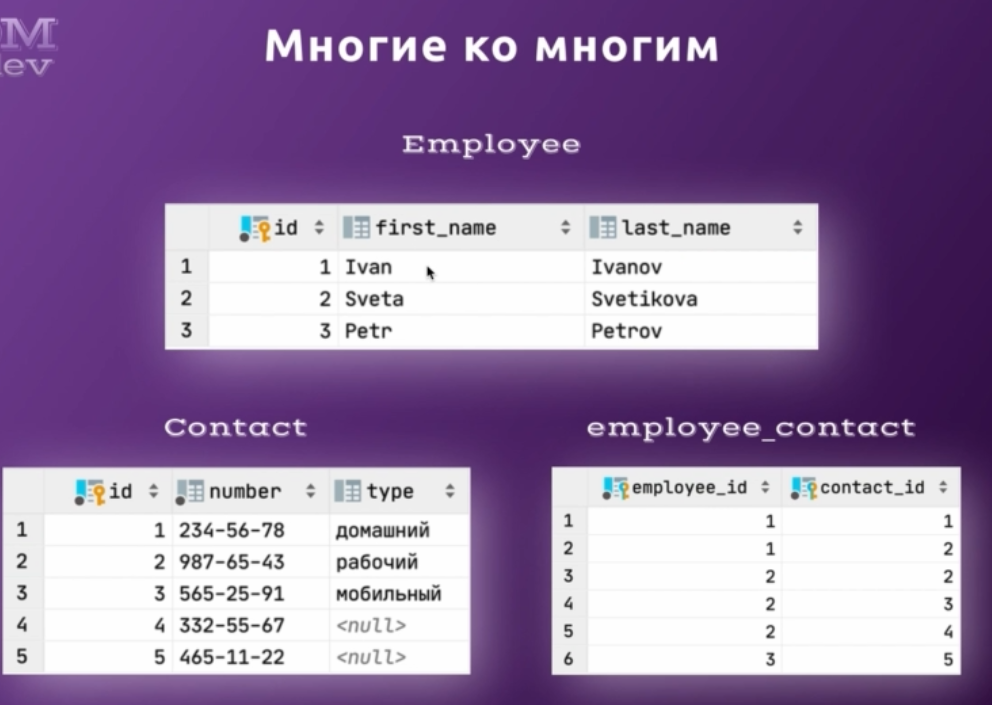 M
dev
Многие ко многим
Employee
id first_name last_name
1 1 Ivan Ivanov
2 2 Sveta Svetikova
3 3 Petr Petrov
Contact
id number type
1 1 234-56-78 домашний
2 2 987-65-43 рабочий
3 3 565-25-91 мобильный
4 4 332-55-67 <null>
5 5 465-11-22 <null>
employee_contact
employee_id contact_id
1 1 1
2 1 2
3 2 2
4 2 3
5 2 4
6 3 5